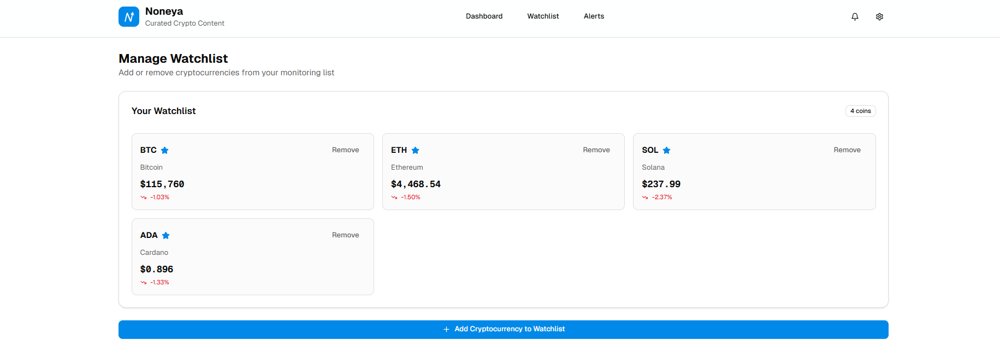 Noneya
Curated Crypto Content
Dashboard
Watchlist
Alerts
Manage Watchlist
Add or remove cryptocurrencies from your monitoring list
Your Watchlist
4 coins
BTC
Remove
Bitcoin
$115,760
-1.03%
ETH
Remove
Ethereum
$4,468.54
-1.50%
SOL
Remove
Solana
$237.99
-2.37%
ADA
Remove
Cardano
$0.896
-1.33%
Add Cryptocurrency to Watchlist